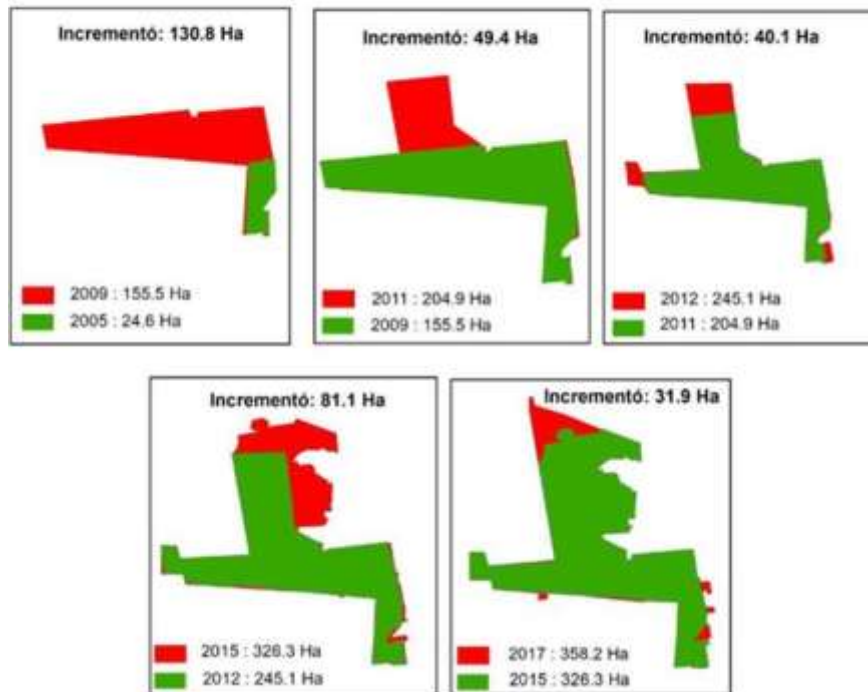 Incrementó: 130.8 Ha
2009 : 155.5 Ha
2005 : 24.6 Ha
Incrementó: 49.4 Ha
2011 : 204.9 Ha
2009 : 155.5 Ha
Incrementó: 40.1 Ha
2012 : 245.1 Ha
2011 : 204.9 Ha
Incrementó: 81.1 Ha
2015 : 326.3 Ha
2012 : 245.1 Ha
Incrementó: 31.9 Ha
2017 : 358.2 Ha
2015 : 326.3 Ha